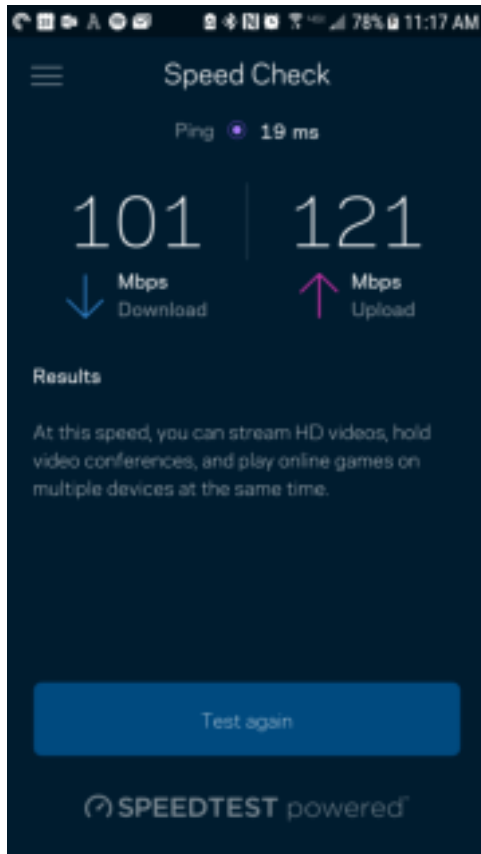 78% 11:17 AM
Speed Check
Ping 19 ms
101 121
Mbps Mbps
Download Upload
Results
At this speed, you can stream HD videos, hold
video conferences, and play online games on
multiple devices at the same time.
Test again
SPEEDTEST powered